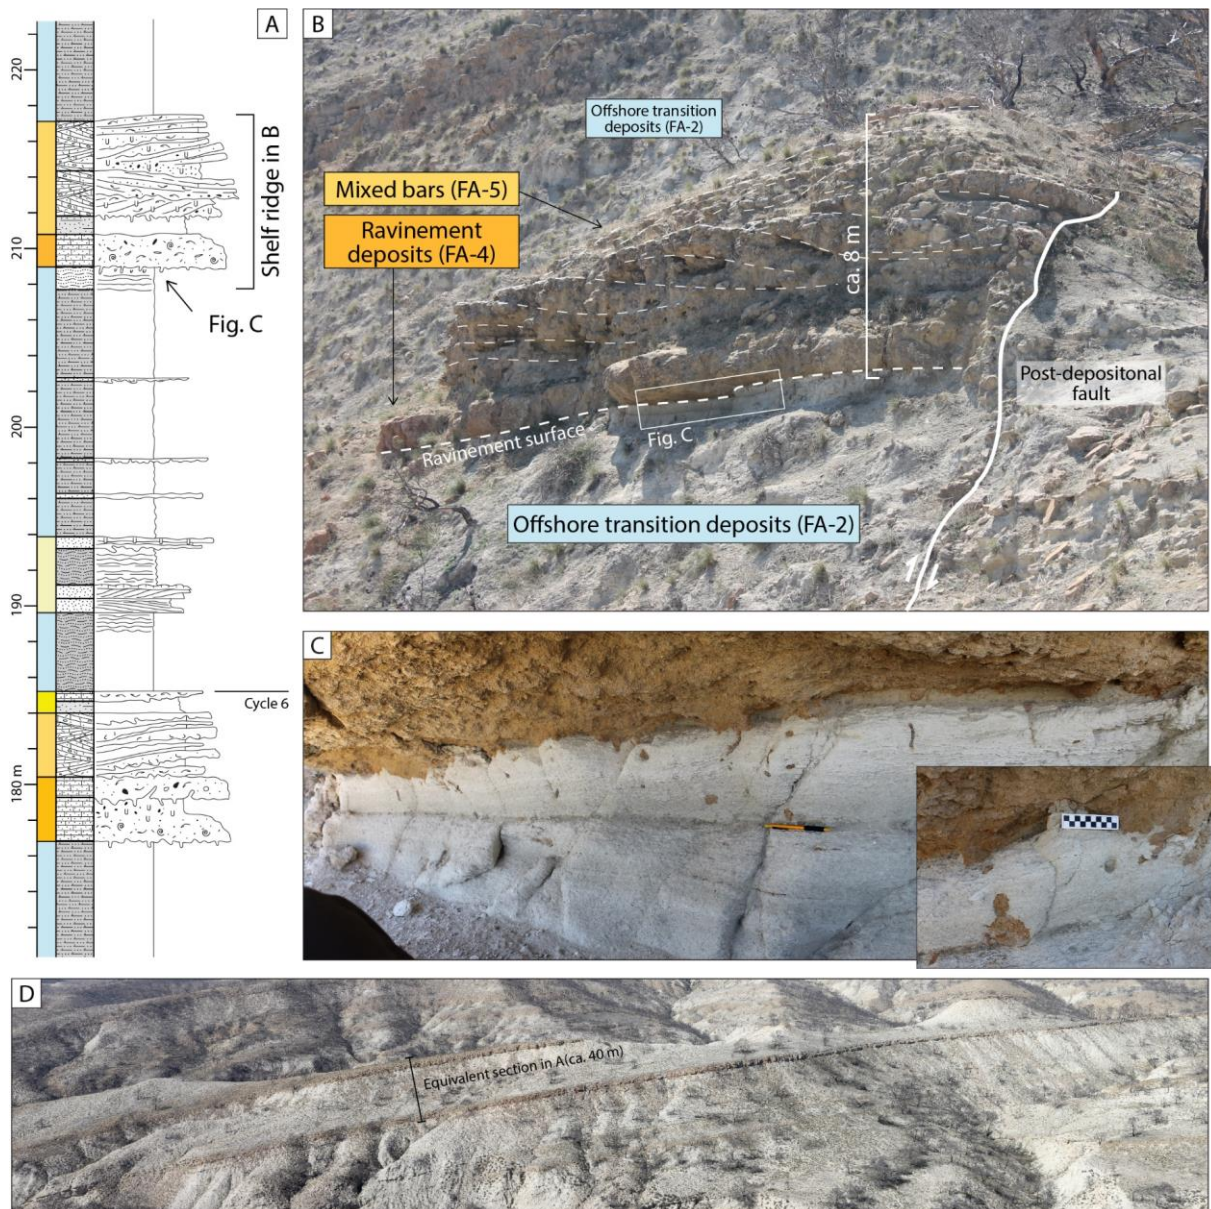 A
220
210
200
190
180 m
Shelf ridge in B
Fig. C
Cycle 6
B
Offshore transition
deposits (FA-2)
Mixed bars (FA-5)
Ravinement
deposits (FA-4)
ca. 8 m
Post-depositonal
fault
Ravinement surface
Fig. C
Offshore transition deposits (FA-2)
C
D
Equivalent section in A(ca. 40 m)